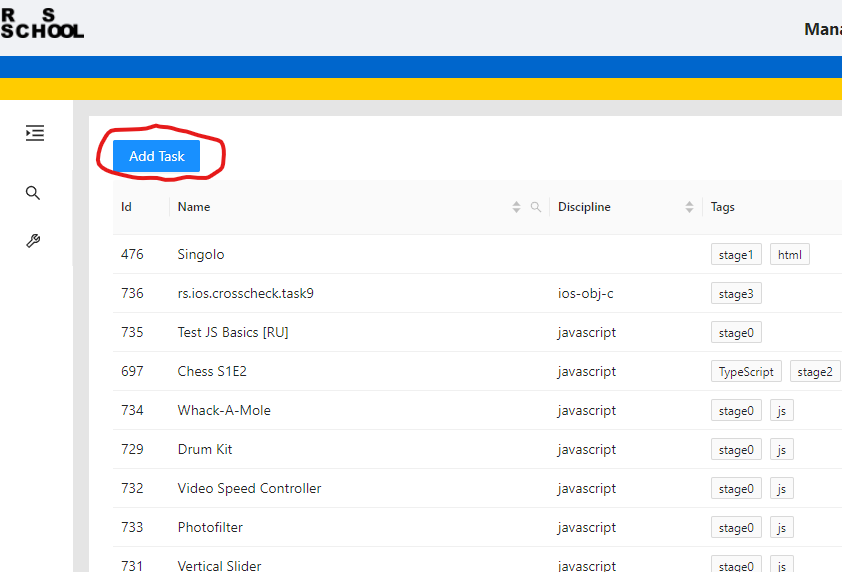 R S
SCHOOL
Mana
Add Task
Id Name Discipline Tags
476 Singolo stage1 html
736 rs.ios.crosscheck.task9 ios-obj-c stage3
735 Test JS Basics [RU] javascript stage0
697 Chess S1E2 javascript TypeScript stage2
734 Whack-A-Mole javascript stage0 js
729 Drum Kit javascript stage0 js
732 Video Speed Controller javascript stage0 js
733 Photofilter javascript stage0 js
731 Vertical Slider javascript stage0 js